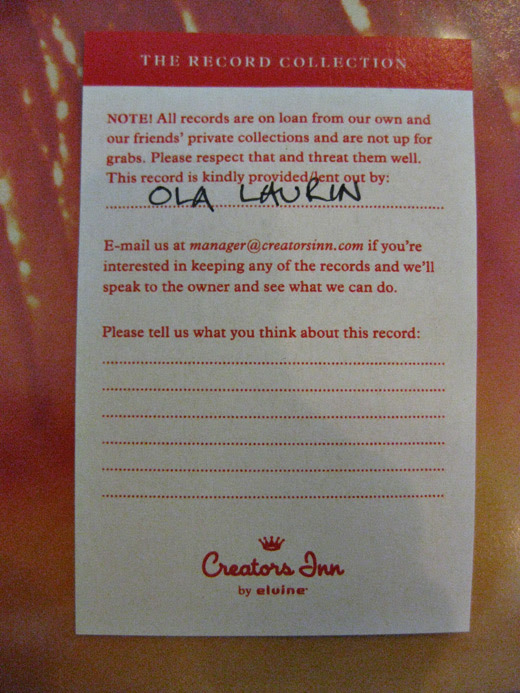 THE RECORD COLLECTION
NOTE! All records are on loan from our own and
our friends' private collections and are not up for
grabs. Please respect that and threat them well.
This record is kindly provided/lent out by:
OLA LAURIN
E-mail us at manager@creatorsinn.com if you're
interested in keeping any of the records and we'll
speak to the owner and see what we can do.
Please tell us what you think about this record:
Creators Inn
by elvine